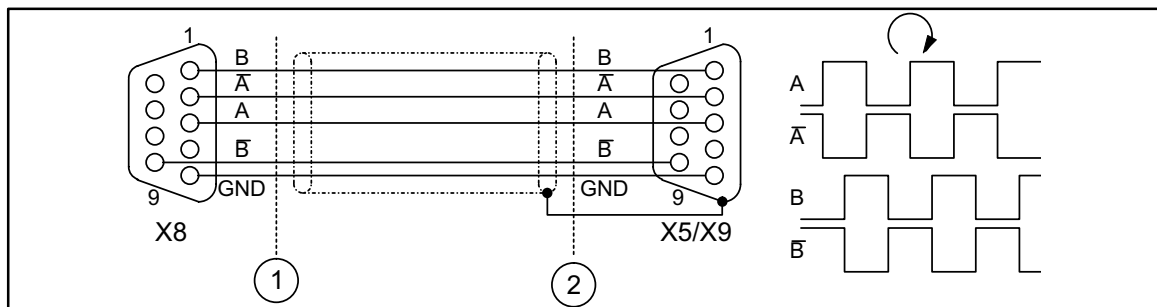 1 1
B B
A̅ A̅ A
A A A̅
B̅ B̅ B
GND GND B̅
9 9
X8 X5/X9
1 2